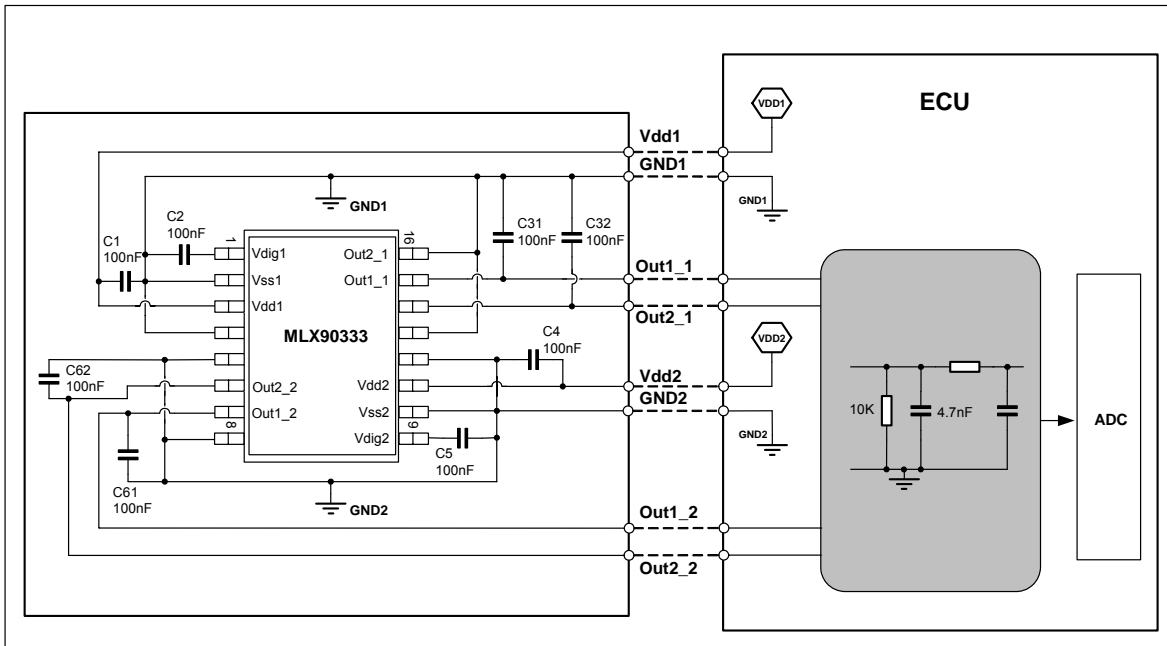 ECU
VDD1
Vdd1
GND1
GND1
GND1
C2
100nF
C1
100nF
C31
100nF
C32
100nF
1
16
Vdig1
Out2_1
Vss1
Out1_1
Vdd1
MLX90333
Out1_1
Out2_1
C4
100nF
VDD2
C62
100nF
Out2_2
Vdd2
Vdd2
Out1_2
Vss2
GND2
8
9
Vdig2
GND2
C5
100nF
C61
100nF
GND2
10K
4.7nF
ADC
Out1_2
Out2_2